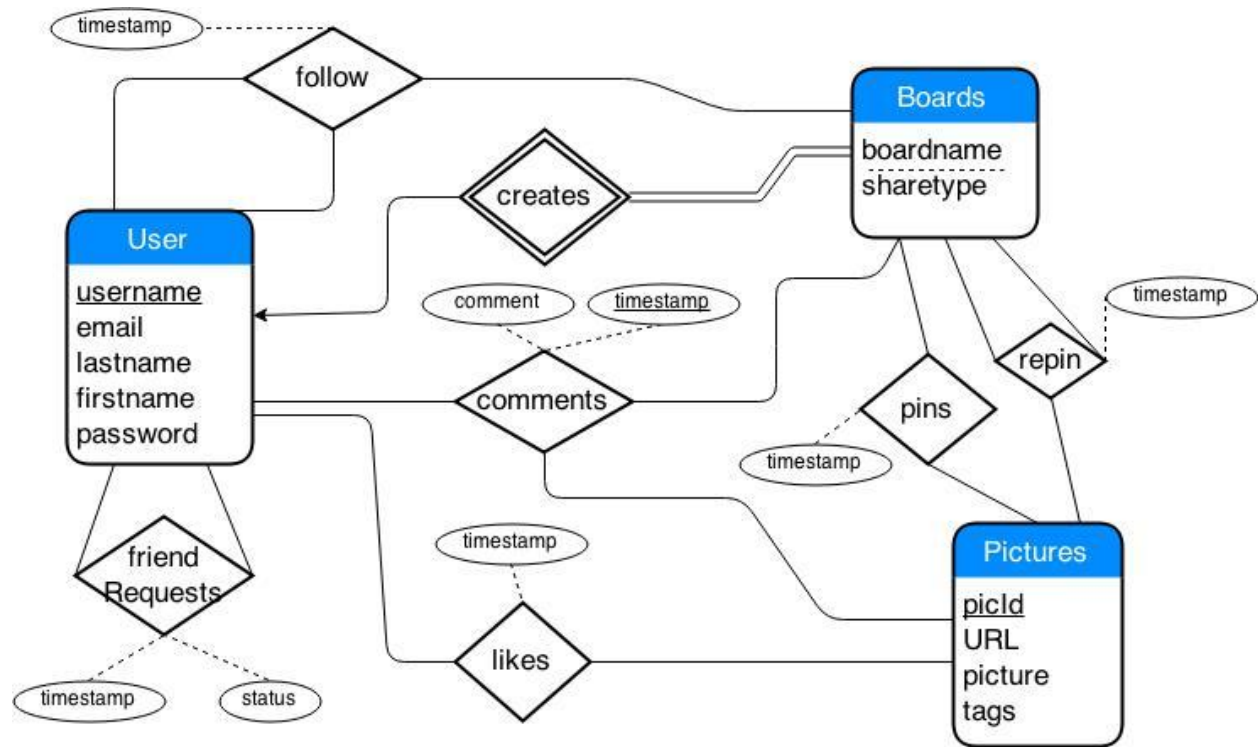 timestamp
follow
Boards
boardname
sharetype
creates
User
username
email
lastname
firstname
password
comment
timestamp
timestamp
repin
comments
pins
timestamp
timestamp
friend
Requests
timestamp
status
likes
Pictures
picId
URL
picture
tags